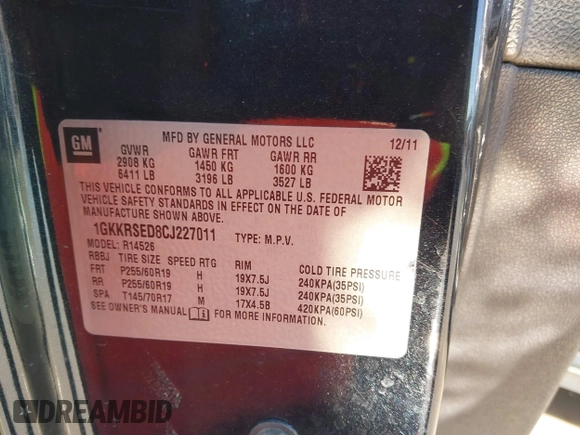 GM
MFD BY GENERAL MOTORS LLC 12/11
GVWR GAWR FRT GAWR RR
2908 KG 1450 KG 1600 KG
6411 LB 3196 LB 3527 LB
THIS VEHICLE CONFORMS TO ALL APPLICABLE U.S. FEDERAL MOTOR
VEHICLE SAFETY STANDARDS IN EFFECT ON THE DATE OF
MANUFACTURE SHOWN ABOVE.
1GKKRSED8CJ227011 TYPE: M.P.V.
MODEL: R14526
RBBJ TIRE SIZE SPEED RTG RIM COLD TIRE PRESSURE
FRT P255/60R19 H 19X7.5J 240KPA(35PSI)
RR P255/60R19 H 19X7.5J 240KPA(35PSI)
SPA T145/70R17 M 17X4.5B 420KPA(60PSI)
SEE OWNER'S MANUAL FOR MORE INFORMATION.
DREAMBID